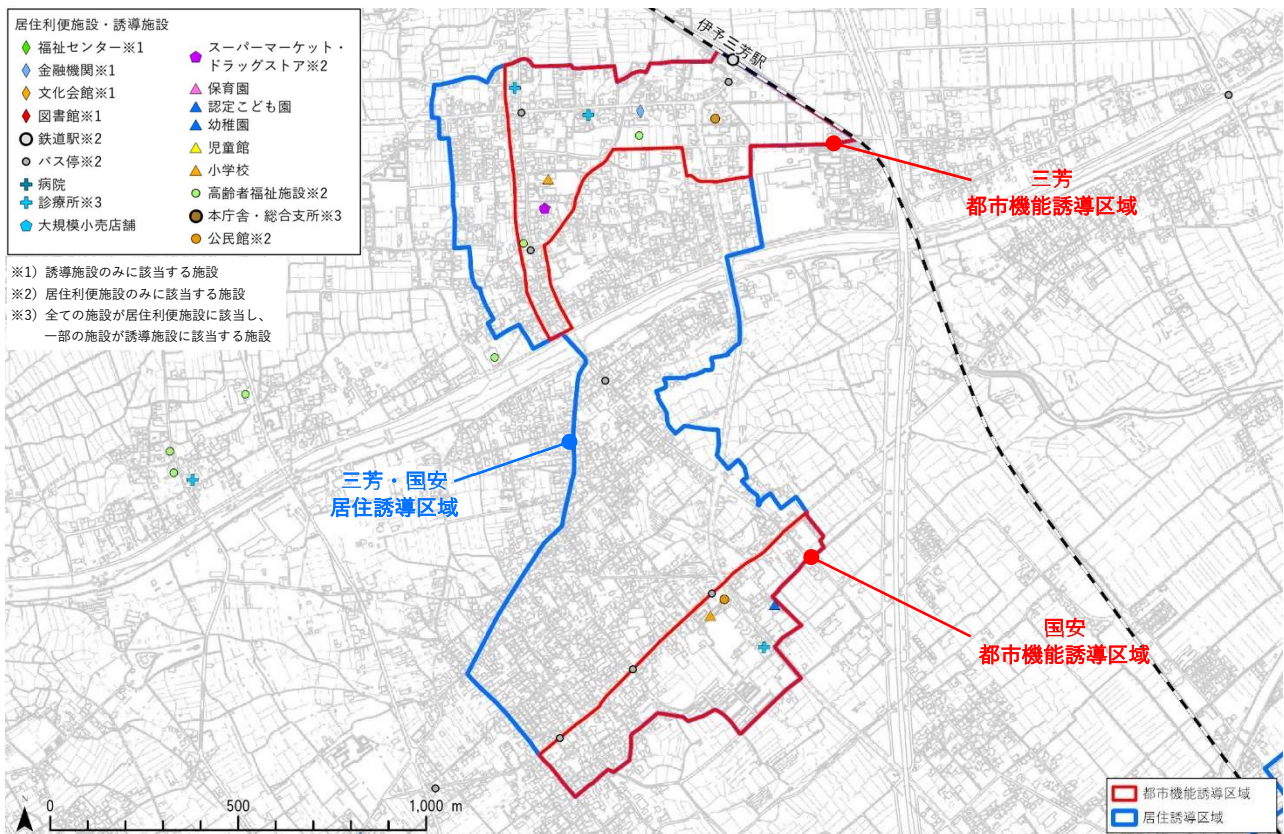 居住利便施設・誘導施設
福祉センター※1
金融機関※1
文化会館※1
図書館※1
鉄道駅※2
バス停※2
病院
診療所※3
大規模小売店舗
スーパーマーケット・
ドラッグストア※2
保育園
認定こども園
幼稚園
児童館
小学校
高齢者福祉施設※2
本庁舎・総合支所※3
公民館※2
※1）誘導施設のみに該当する施設
※2）居住利便施設のみに該当する施設
※3）全ての施設が居住利便施設に該当し、
一部の施設が誘導施設に該当する施設
伊予三芳駅
三芳
都市機能誘導区域
三芳・国安
居住誘導区域
国安
都市機能誘導区域
0 500 1,000 m
都市機能誘導区域
居住誘導区域